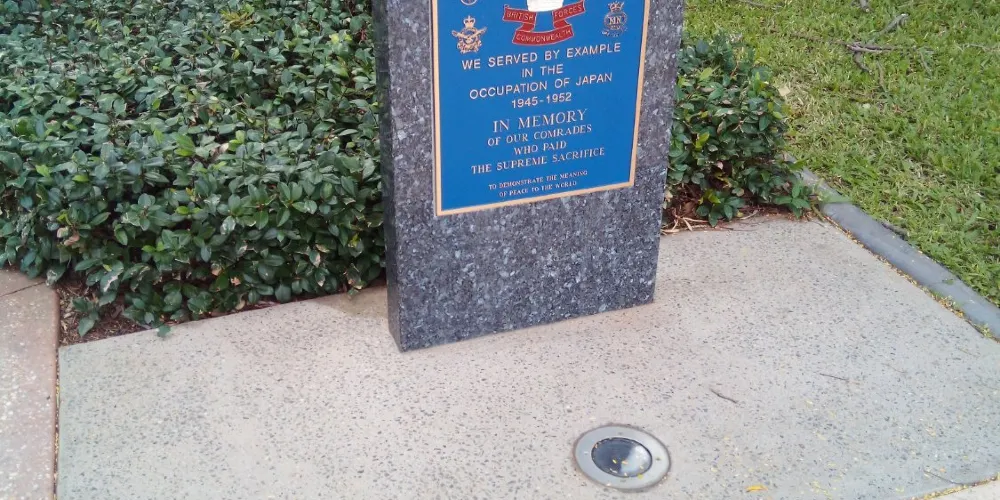 BRITISH FORCES
COMMONWEALTH
MN
WE SERVED BY EXAMPLE
IN THE
OCCUPATION OF JAPAN
1945-1952
IN MEMORY
OF OUR COMRADES
WHO PAID
THE SUPREME SACRIFICE
TO DEMONSTRATE THE MEANING
OF PEACE TO THE WORLD